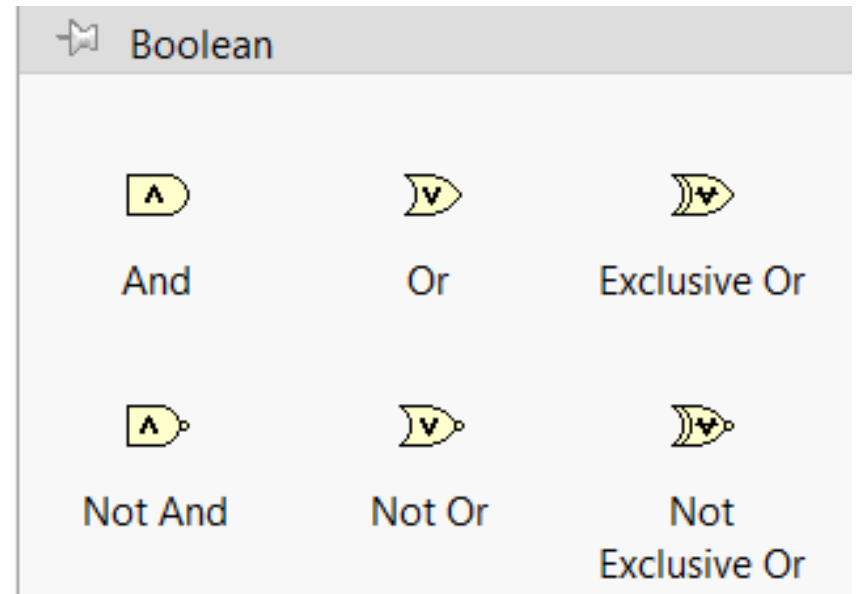 Boolean
And Or Exclusive Or
Not And Not Or Not
Exclusive Or